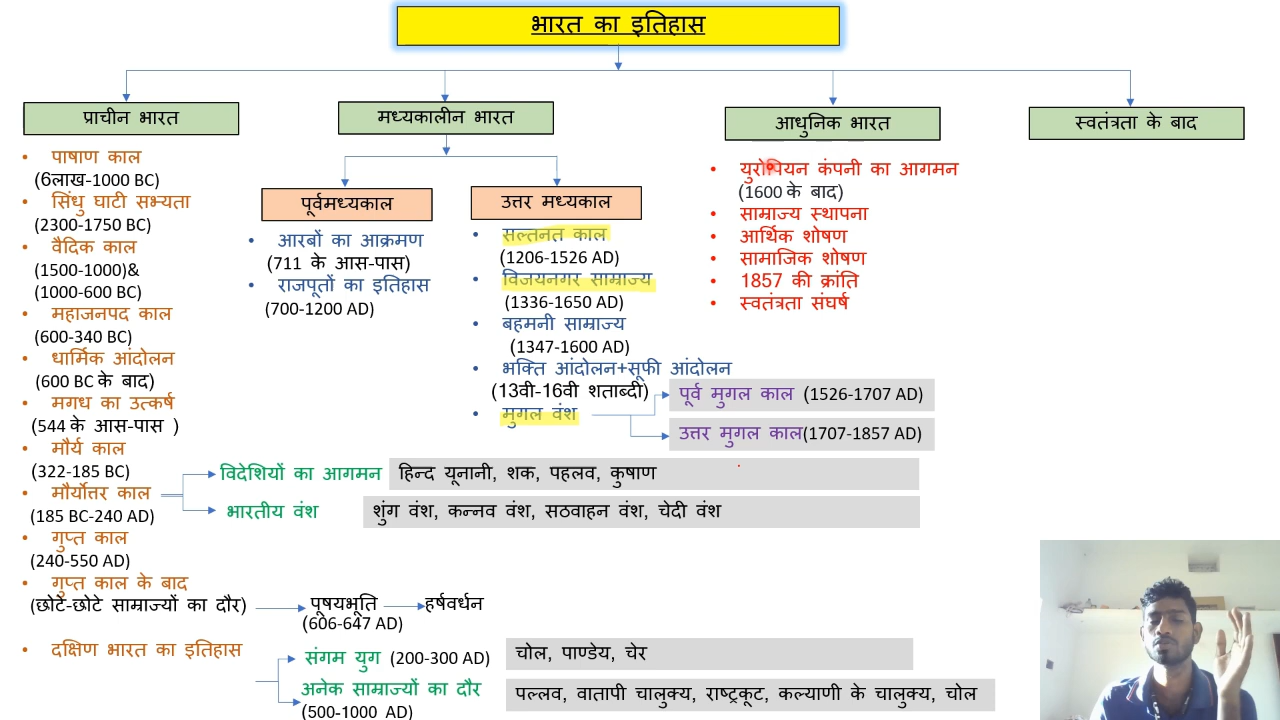 भारत का इतिहास
प्राचीन भारत
पाषाण काल
(6लाख-1000 BC)
सिंधु घाटी सभ्यता
(2300-1750 BC)
वैदिक काल
(1500-1000)&
(1000-600 BC)
महाजनपद काल
(600-340 BC)
धार्मिक आंदोलन
(600 BC के बाद)
मगध का उत्कर्ष
(544 के आस-पास )
मौर्य काल
(322-185 BC)
मौर्योत्तर काल
(185 BC-240 AD)
विदेशियों का आगमन
हिन्द यूनानी, शक, पहलव, कुषाण
भारतीय वंश
शुंग वंश, कन्नव वंश, सठवाहन वंश, चेदी वंश
गुप्त काल
(240-550 AD)
गुप्त काल के बाद
(छोटे-छोटे साम्राज्यों का दौर)
पूषयभूति
(606-647 AD)
हर्षवर्धन
दक्षिण भारत का इतिहास
संगम युग (200-300 AD)
चोल, पाण्डेय, चेर
अनेक साम्राज्यों का दौर
(500-1000 AD)
पल्लव, वातापी चालुक्य, राष्ट्रकूट, कल्याणी के चालुक्य, चोल
मध्यकालीन भारत
पूर्वमध्यकाल
आरबों का आक्रमण
(711 के आस-पास)
राजपूतों का इतिहास
(700-1200 AD)
उत्तर मध्यकाल
सल्तनत काल
(1206-1526 AD)
विजयनगर साम्राज्य
(1336-1650 AD)
बहमनी साम्राज्य
(1347-1600 AD)
भक्ति आंदोलन+सूफी आंदोलन
(13वी-16वी शताब्दी)
मुगल वंश
पूर्व मुगल काल (1526-1707 AD)
उत्तर मुगल काल(1707-1857 AD)
आधुनिक भारत
युरोपियन कंपनी का आगमन
(1600 के बाद)
साम्राज्य स्थापना
आर्थिक शोषण
सामाजिक शोषण
1857 की क्रांति
स्वतंत्रता संघर्ष
स्वतंत्रता के बाद